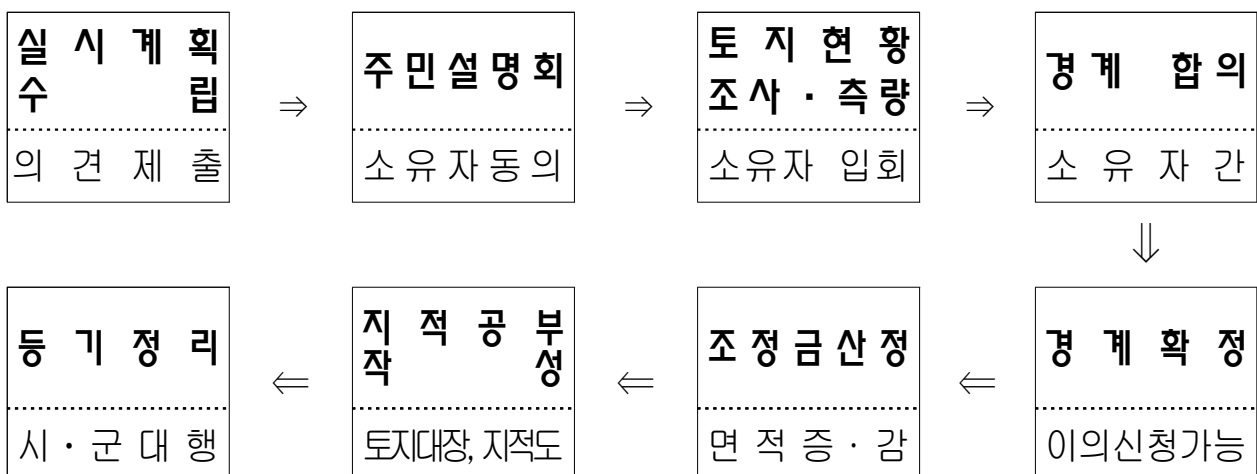 실시계획
수립
의견제출
⇒
주민설명회
소유자동의
⇒
토지현황
조사·측량
소유자 입회
⇒
경계 합의
소유자간
⇓
경계확정
이의신청가능
⇐
조정금산정
면적증·감
⇐
지적공부
작성
토지대장, 지적도
⇐
등기정리
시·군대행